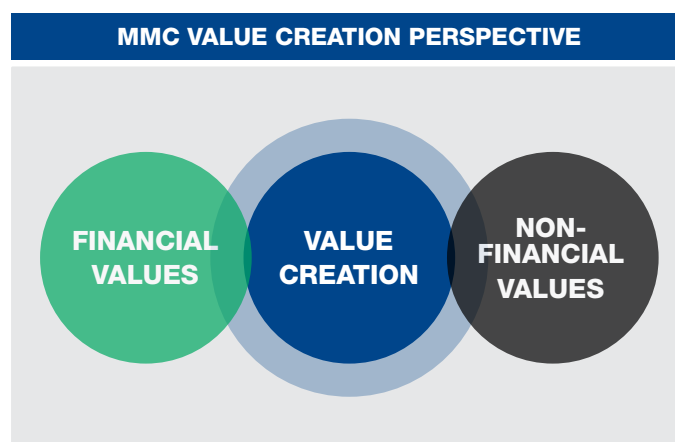 MMC VALUE CREATION PERSPECTIVE
FINANCIAL
VALUES
VALUE
CREATION
NON-
FINANCIAL
VALUES